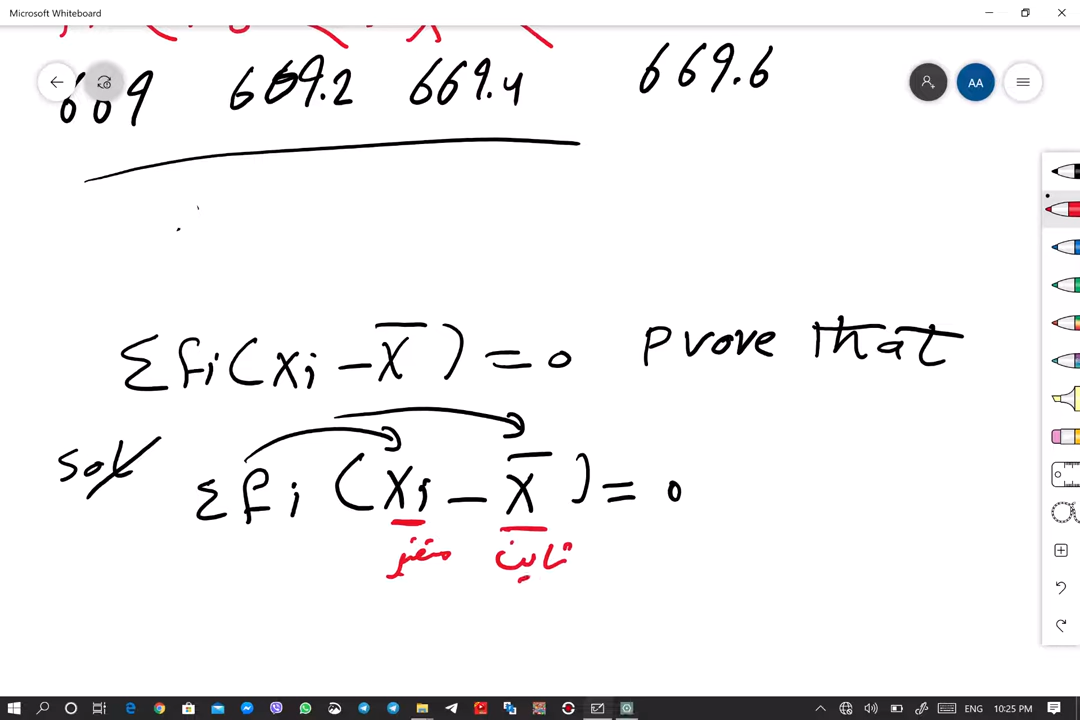 Microsoft Whiteboard
669 669.2 669.4 669.6
AA
Σfi(xi - x̄) = 0 prove that
Sol
Σfi (xi - x̄) = 0
متغير ثابت
ENG 10:25 PM